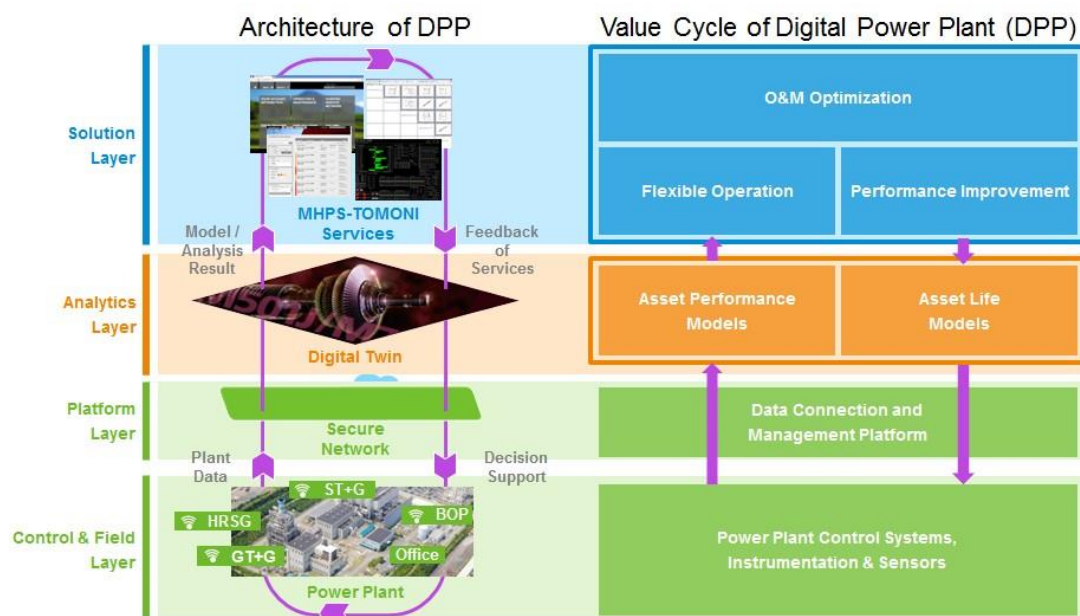 Architecture of DPP
Value Cycle of Digital Power Plant (DPP)
Solution
Layer
MHPS-TOMONI
Services
Model /
Analysis
Result
Feedback
of
Services
O&M Optimization
Flexible Operation
Performance Improvement
Analytics
Layer
Digital Twin
Asset Performance
Models
Asset Life
Models
Platform
Layer
Secure
Network
Data Connection and
Management Platform
Plant
Data
Decision
Support
Control & Field
Layer
ST+G
HRSG
BOP
GT+G
Office
Power Plant
Power Plant Control Systems,
Instrumentation & Sensors